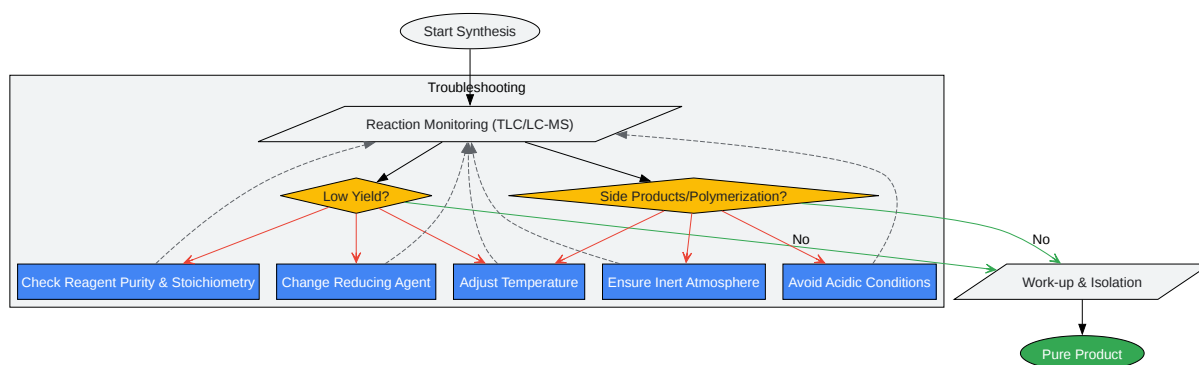 Start Synthesis
Troubleshooting
Reaction Monitoring (TLC/LC-MS)
Low Yield?
Side Products/Polymerization?
No
No
Check Reagent Purity & Stoichiometry
Change Reducing Agent
Adjust Temperature
Ensure Inert Atmosphere
Avoid Acidic Conditions
Work-up & Isolation
Pure Product